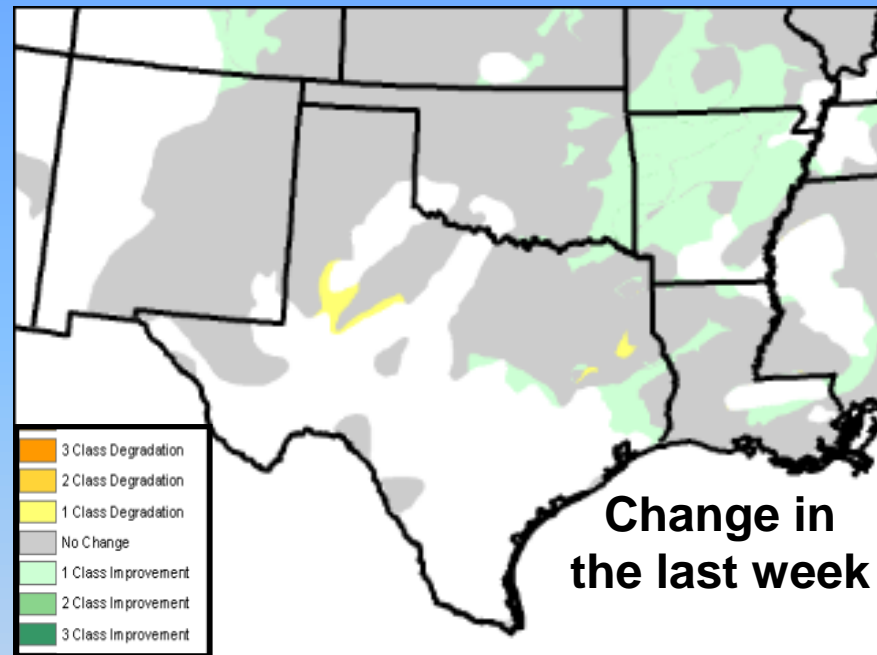 3 Class Degradation
2 Class Degradation
1 Class Degradation
No Change
1 Class Improvement
2 Class Improvement
3 Class Improvement
Change in
the last week